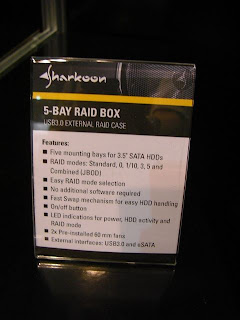 Sharkoon
5-BAY RAID BOX
USB3.0 EXTERNAL RAID CASE
Features:
Five mounting bays for 3.5" SATA HDDs
RAID modes: Standard, 0, 1/10, 3, 5 and
Combined (JBOD)
Easy RAID mode selection
No additional software required
Fast Swap mechanism for easy HDD handling
On/off button
LED indications for power, HDD activity and
RAID mode
2x Pre-installed 60 mm fans
External interfaces: USB3.0 and eSATA